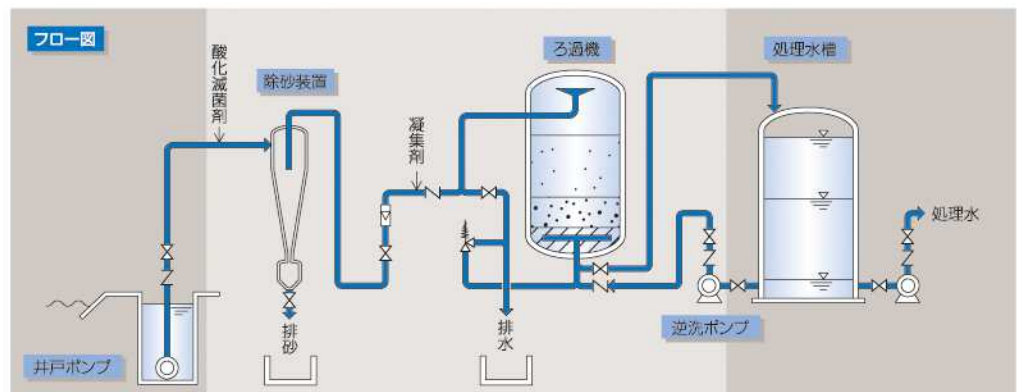 フロー図
酸化滅菌剤
除砂装置
凝集剤
ろ過機
処理水槽
処理水
井戸ポンプ
排砂
排水
逆洗ポンプ